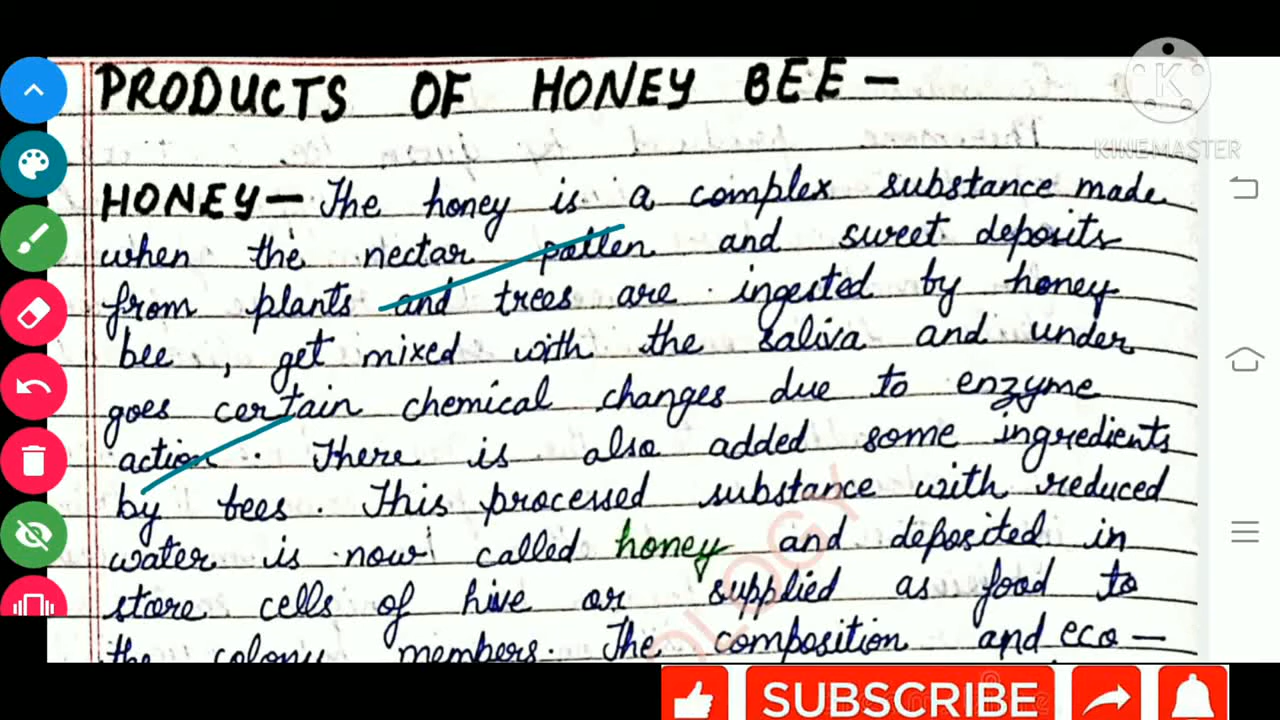 PRODUCTS OF HONEY BEE -
KINEMASTER
HONEY - The honey is a complex substance made
when the nectar pollen and sweet deposits
from plants and trees are ingested by honey
bee , get mixed with the saliva and under
goes certain chemical changes due to enzyme
action . There is also added some ingredients
by bees . This processed substance with reduced
water is now called honey and deposited in
store cells of hive or supplied as food to
the colony members. The composition and eco -
SUBSCRIBE